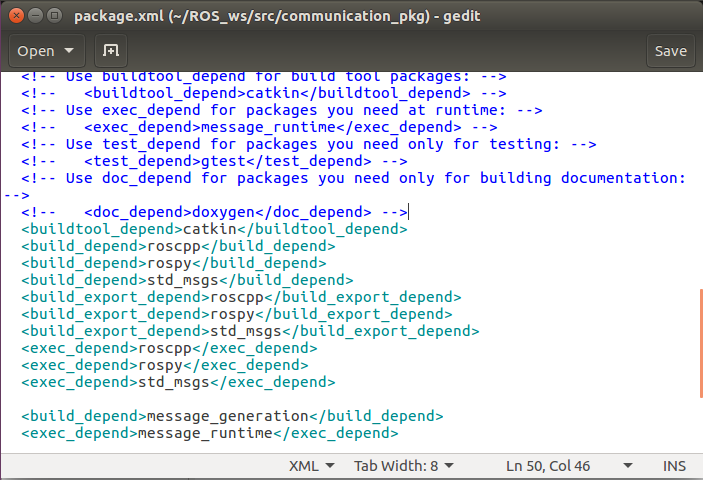 package.xml (~/ROS_ws/src/communication_pkg) - gedit
Open Save
<!-- Use buildtool_depend for build tool packages: -->
<!--   <buildtool_depend>catkin</buildtool_depend> -->
<!-- Use exec_depend for packages you need at runtime: -->
<!--   <exec_depend>message_runtime</exec_depend> -->
<!-- Use test_depend for packages you need only for testing: -->
<!--   <test_depend>gtest</test_depend> -->
<!-- Use doc_depend for packages you need only for building documentation:
-->
<!--   <doc_depend>doxygen</doc_depend> -->
<buildtool_depend>catkin</buildtool_depend>
<build_depend>roscpp</build_depend>
<build_depend>rospy</build_depend>
<build_depend>std_msgs</build_depend>
<build_export_depend>roscpp</build_export_depend>
<build_export_depend>rospy</build_export_depend>
<build_export_depend>std_msgs</build_export_depend>
<exec_depend>roscpp</exec_depend>
<exec_depend>rospy</exec_depend>
<exec_depend>std_msgs</exec_depend>
<build_depend>message_generation</build_depend>
<exec_depend>message_runtime</exec_depend>
XML Tab Width: 8 Ln 50, Col 46 INS